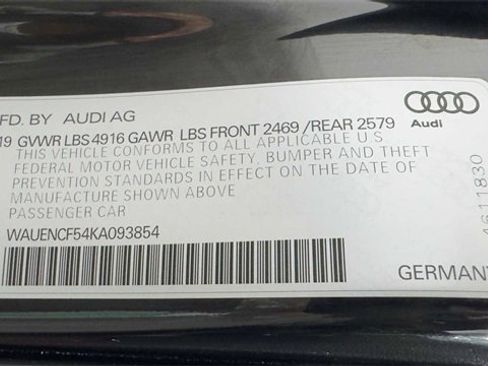 FD. BY AUDI AG
19 GVWR LBS 4916 GAWR LBS FRONT 2469 /REAR 2579
THIS VEHICLE CONFORMS TO ALL APPLICABLE U S
FEDERAL MOTOR VEHICLE SAFETY, BUMPER AND THEFT
PREVENTION STANDARDS IN EFFECT ON THE DATE OF
MANUFACTURE SHOWN ABOVE
PASSENGER CAR
WAUENCF54KA093854
Audi
A611830
GERMANY